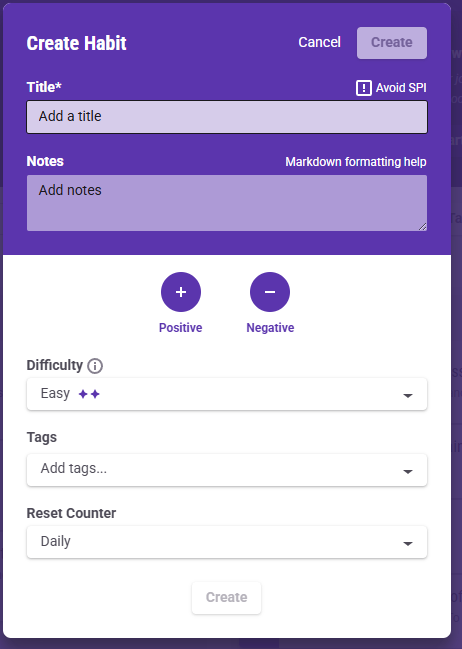 Create Habit Cancel Create
Title* Avoid SPI
Add a title
Notes Markdown formatting help
Add notes
Positive Negative
Difficulty
Easy
Tags
Add tags...
Reset Counter
Daily
Create